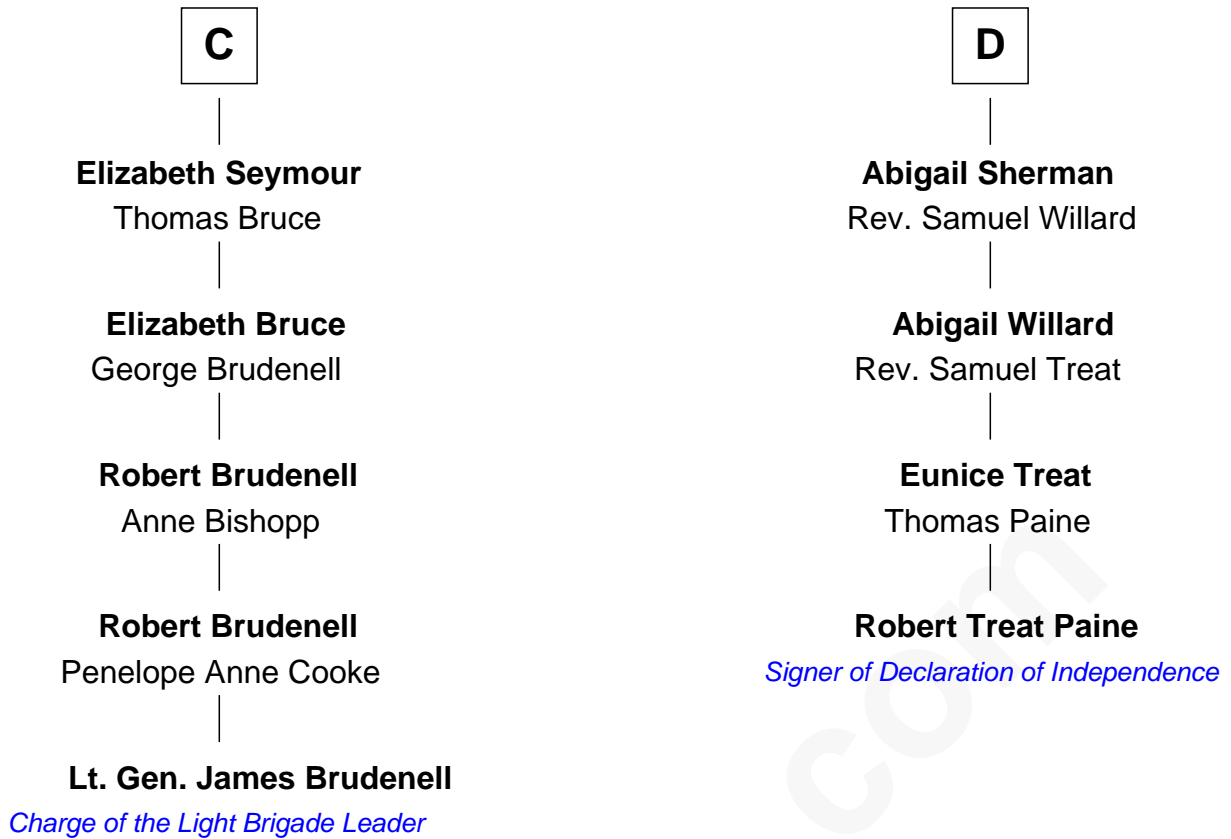 C
Elizabeth Seymour
Thomas Bruce
Elizabeth Bruce
George Brudenell
Robert Brudenell
Anne Bishopp
Robert Brudenell
Penelope Anne Cooke
Lt. Gen. James Brudenell
Charge of the Light Brigade Leader
D
Abigail Sherman
Rev. Samuel Willard
Abigail Willard
Rev. Samuel Treat
Eunice Treat
Thomas Paine
Robert Treat Paine
Signer of Declaration of Independence
com